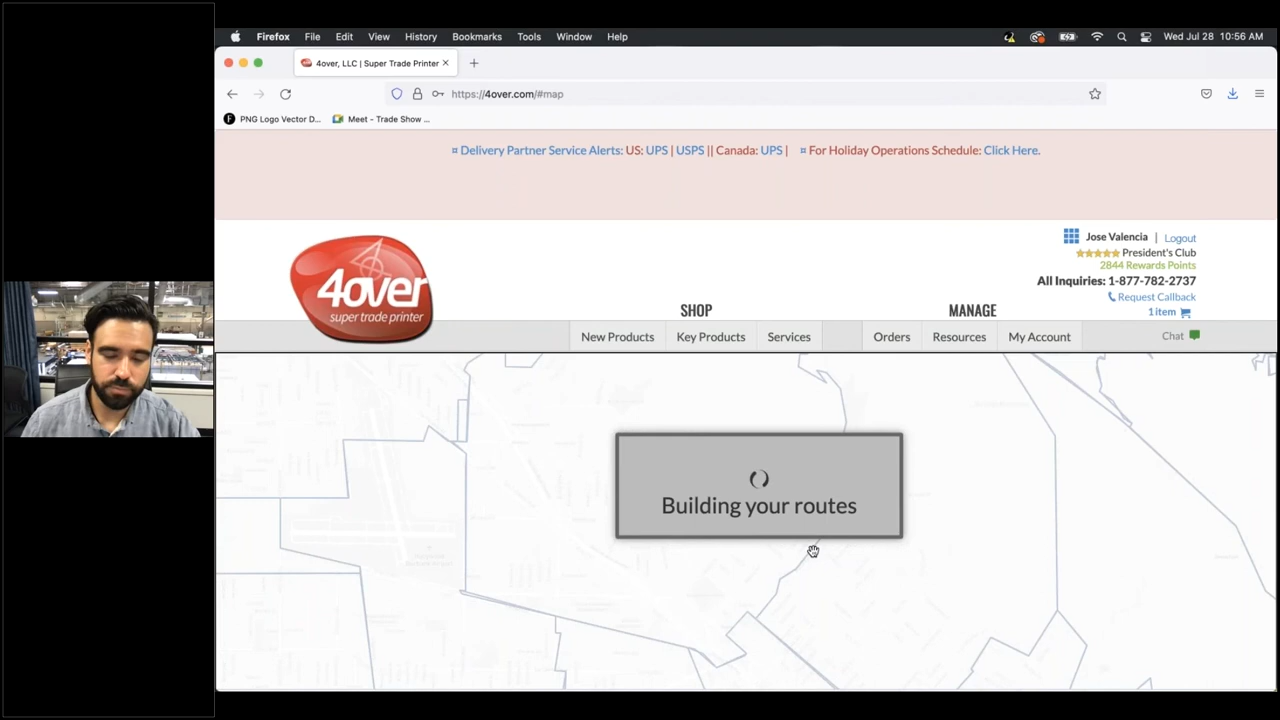 Firefox File Edit View History Bookmarks Tools Window Help Wed Jul 28 10:56 AM
4over, LLC | Super Trade Printer
https://4over.com/#map
PNG Logo Vector D... Meet - Trade Show ...
¤ Delivery Partner Service Alerts: US: UPS | USPS || Canada: UPS | ¤ For Holiday Operations Schedule: Click Here.
Jose Valencia | Logout
President's Club
2844 Rewards Points
All Inquiries: 1-877-782-2737
Request Callback
1 item
4over
super trade printer
SHOP MANAGE
New Products Key Products Services Orders Resources My Account Chat
Building your routes